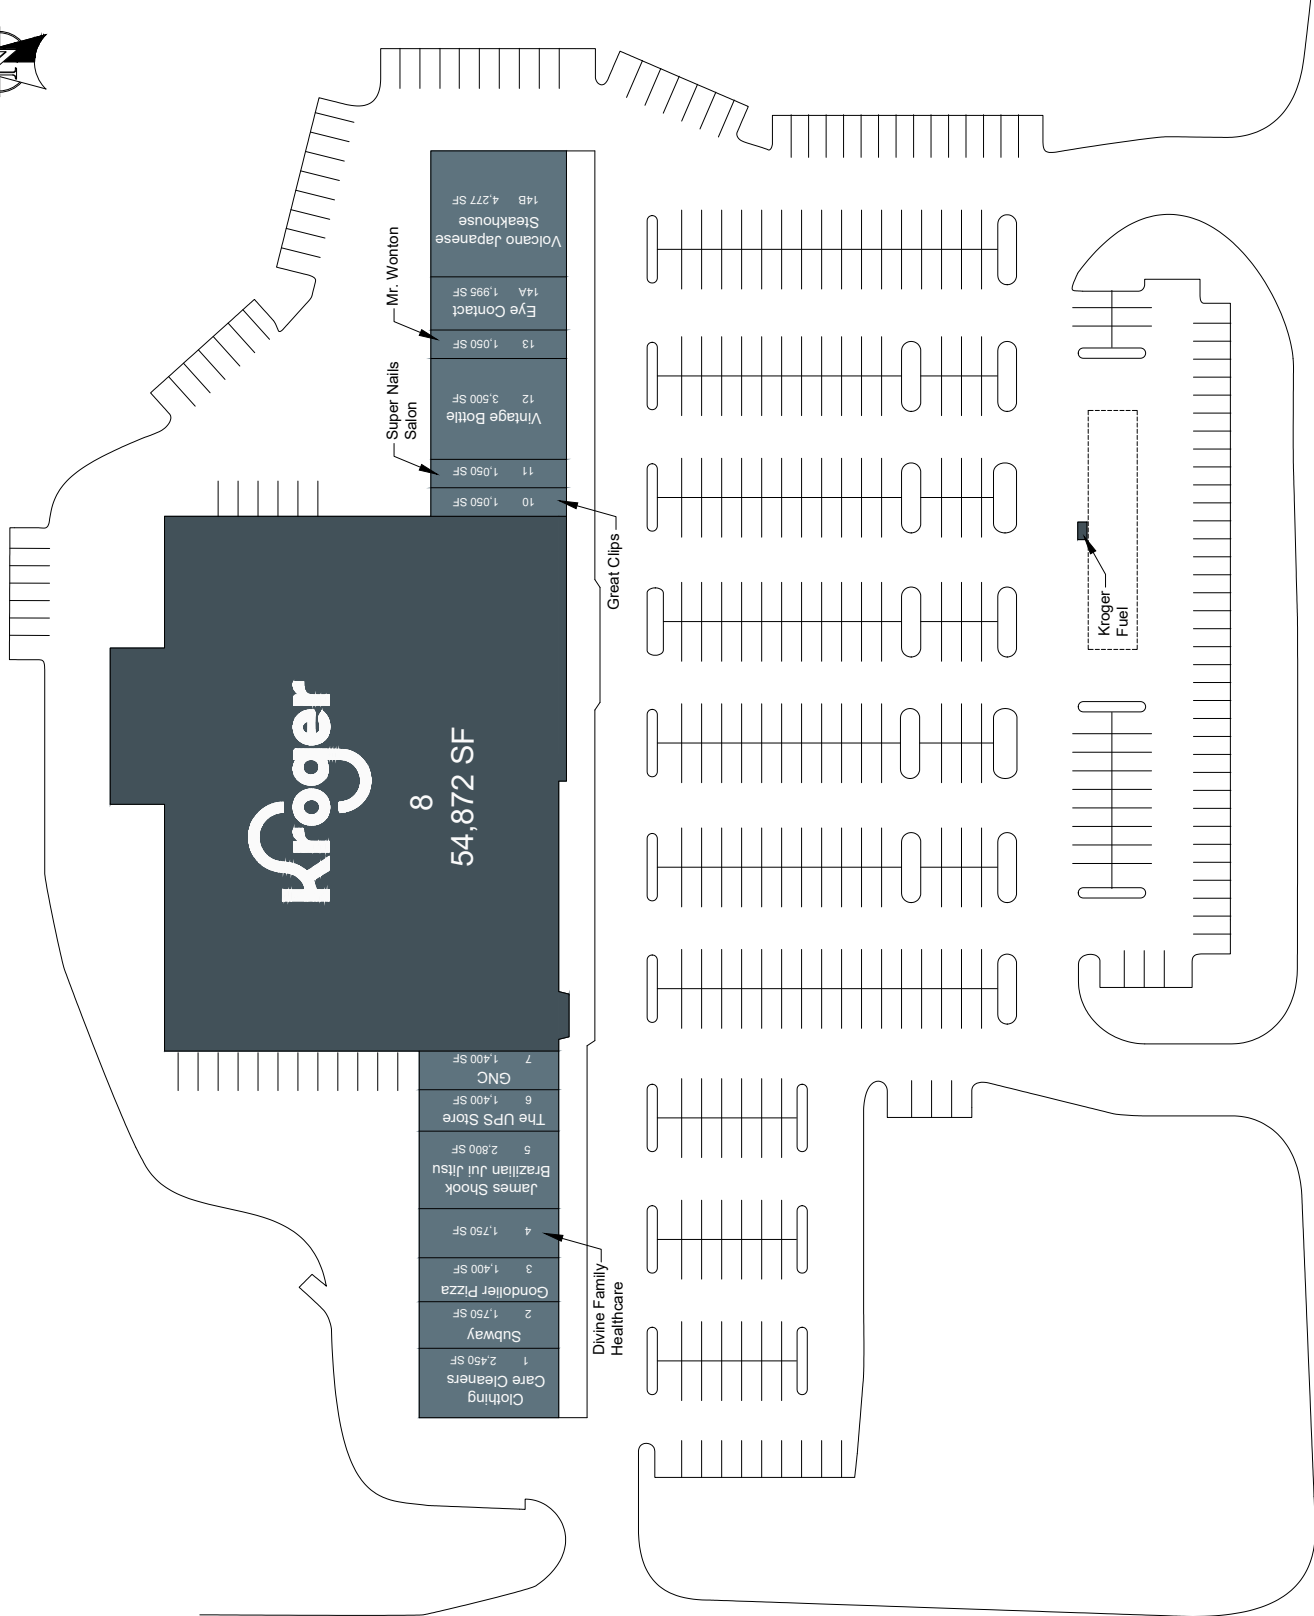 N
Volcano Japanese
Steakhouse
14B 4,277 SF
Eye Contact
14A 1,995 SF
Mr. Wonton
13 1,050 SF
Vintage Bottle
12 3,500 SF
Super Nails
Salon
11 1,050 SF
10 1,050 SF
Great Clips
Kroger
8
54,872 SF
Kroger
Fuel
7 1,400 SF
GNC
6 1,400 SF
The UPS Store
5 2,800 SF
James Shook
Brazilian Jui Jitsu
4 1,750 SF
Divine Family
Healthcare
3 1,400 SF
Gondolier Pizza
2 1,750 SF
Subway
1 2,450 SF
Clothing
Care Cleaners